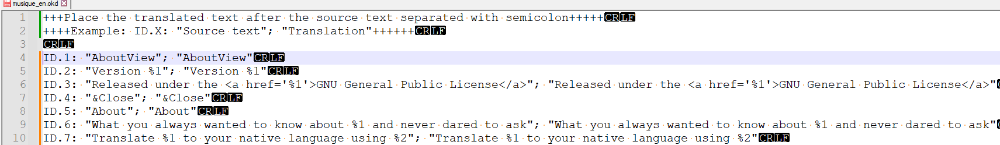 musique_en.okd
1 +++Place the translated text after the source text separated with semicolon+++++CRLF
2 ++++Example: ID.X: "Source text"; "Translation"++++++CRLF
3 CRLF
4 ID.1: "AboutView"; "AboutView"CRLF
5 ID.2: "Version %1"; "Version %1"CRLF
6 ID.3: "Released under the <a href='%1'>GNU General Public License</a>"; "Released under the <a href='%1'>GNU General Public License</a>"
7 ID.4: "&Close"; "&Close"CRLF
8 ID.5: "About"; "About"CRLF
9 ID.6: "What you always wanted to know about %1 and never dared to ask"; "What you always wanted to know about %1 and never dared to ask"
10 ID.7: "Translate %1 to your native language using %2"; "Translate %1 to your native language using %2"CRLF